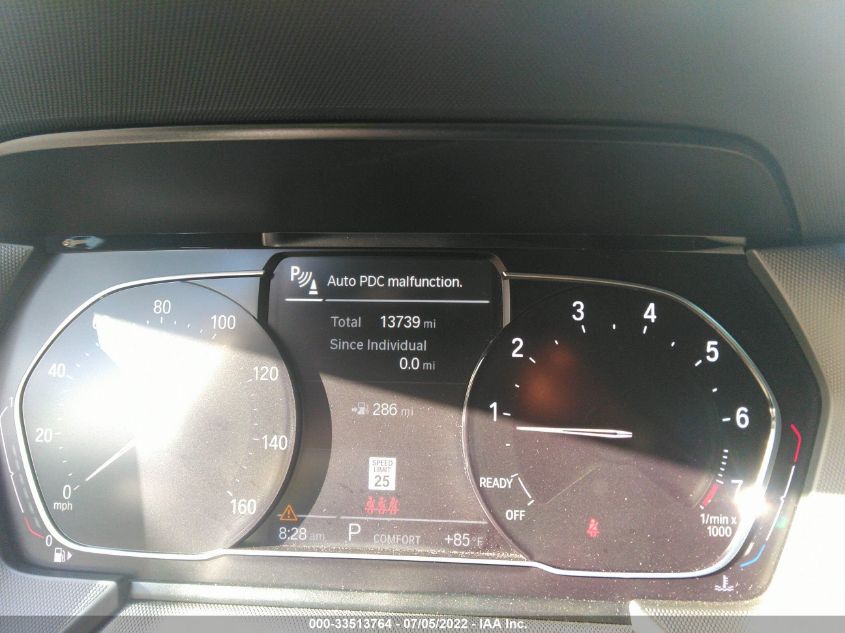 Auto PDC malfunction.
Total 13739 mi
Since Individual
0.0 mi
286 mi
SPEED
LIMIT
25
8:28 am P COMFORT +85°F
0 20 40 60 80 100 120 140 160
mph
1 0
1 2 3 4 5 6 7
READY
OFF
1/min x
1000
000-33513764 - 07/05/2022 - IAA Inc.